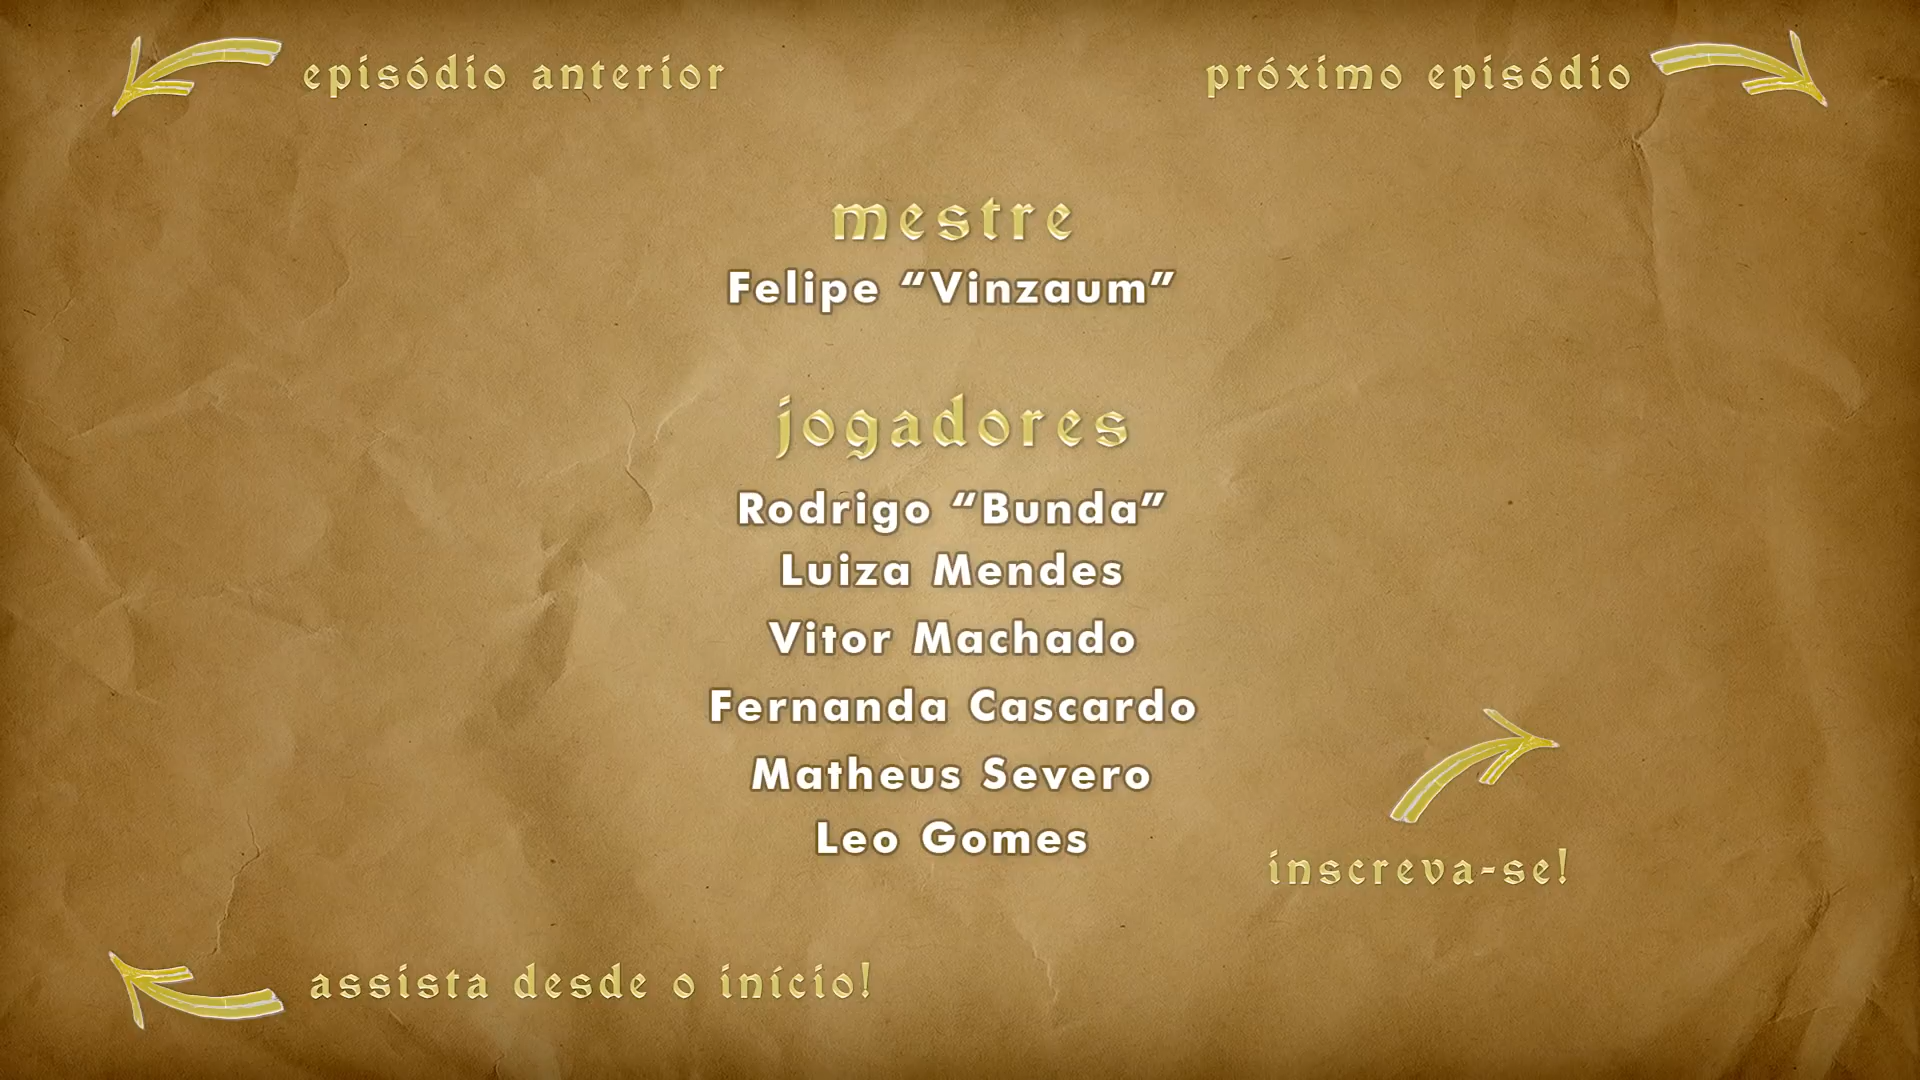 episódio anterior
próximo episódio
mestre
Felipe “Vinzaum”
jogadores
Rodrigo “Bunda”
Luiza Mendes
Vitor Machado
Fernanda Cascardo
Matheus Severo
Leo Gomes
inscreva-se!
assista desde o início!